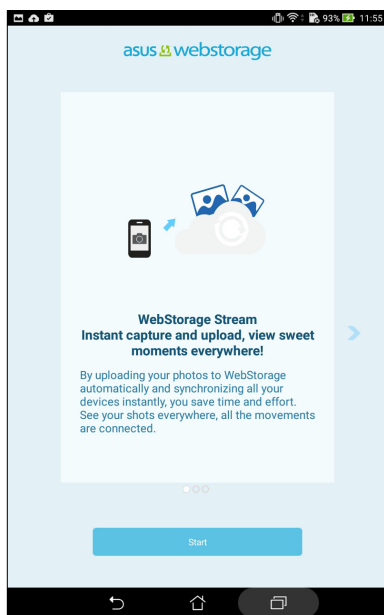 93% 11:55
asus webstorage
WebStorage Stream
Instant capture and upload, view sweet
moments everywhere!
By uploading your photos to WebStorage
automatically and synchronizing all your
devices instantly, you save time and effort.
See your shots everywhere, all the movements
are connected.
Start